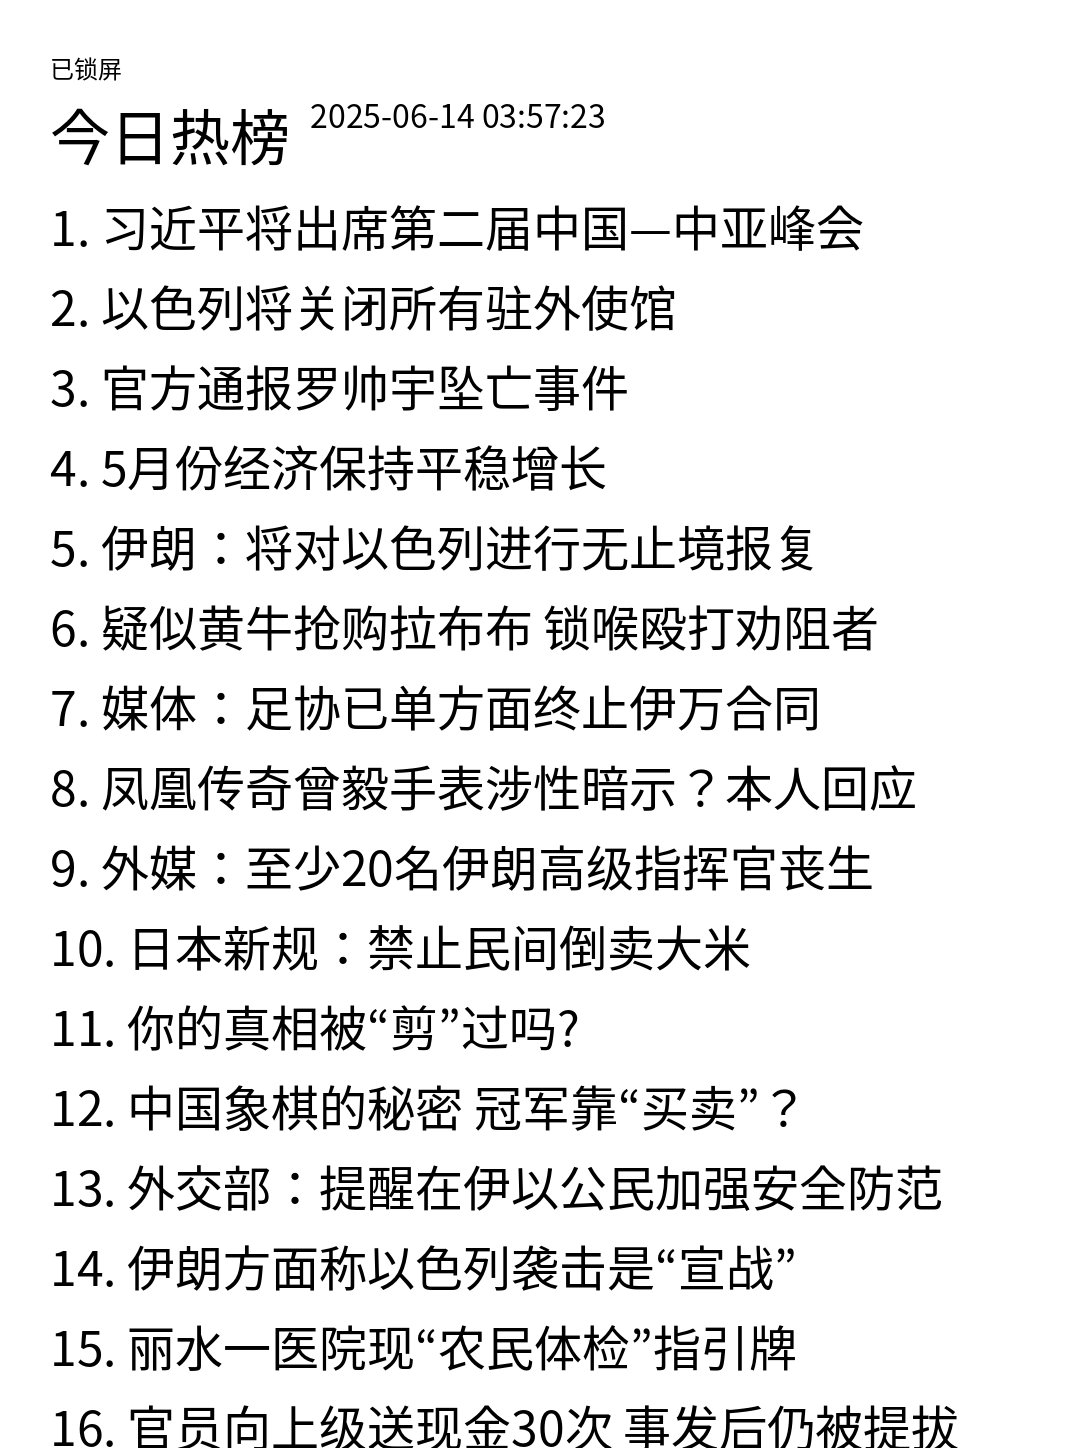 已锁屏
今日热榜 2025-06-14 03:57:23
1. 习近平将出席第二届中国—中亚峰会
2. 以色列将关闭所有驻外使馆
3. 官方通报罗帅宇坠亡事件
4. 5月份经济保持平稳增长
5. 伊朗：将对以色列进行无止境报复
6. 疑似黄牛抢购拉布布 锁喉殴打劝阻者
7. 媒体：足协已单方面终止伊万合同
8. 凤凰传奇曾毅手表涉性暗示？本人回应
9. 外媒：至少20名伊朗高级指挥官丧生
10. 日本新规：禁止民间倒卖大米
11. 你的真相被“剪”过吗?
12. 中国象棋的秘密 冠军靠“买卖”？
13. 外交部：提醒在伊以公民加强安全防范
14. 伊朗方面称以色列袭击是“宣战”
15. 丽水一医院现“农民体检”指引牌
16. 官员向上级送现金30次 事发后仍被提拔